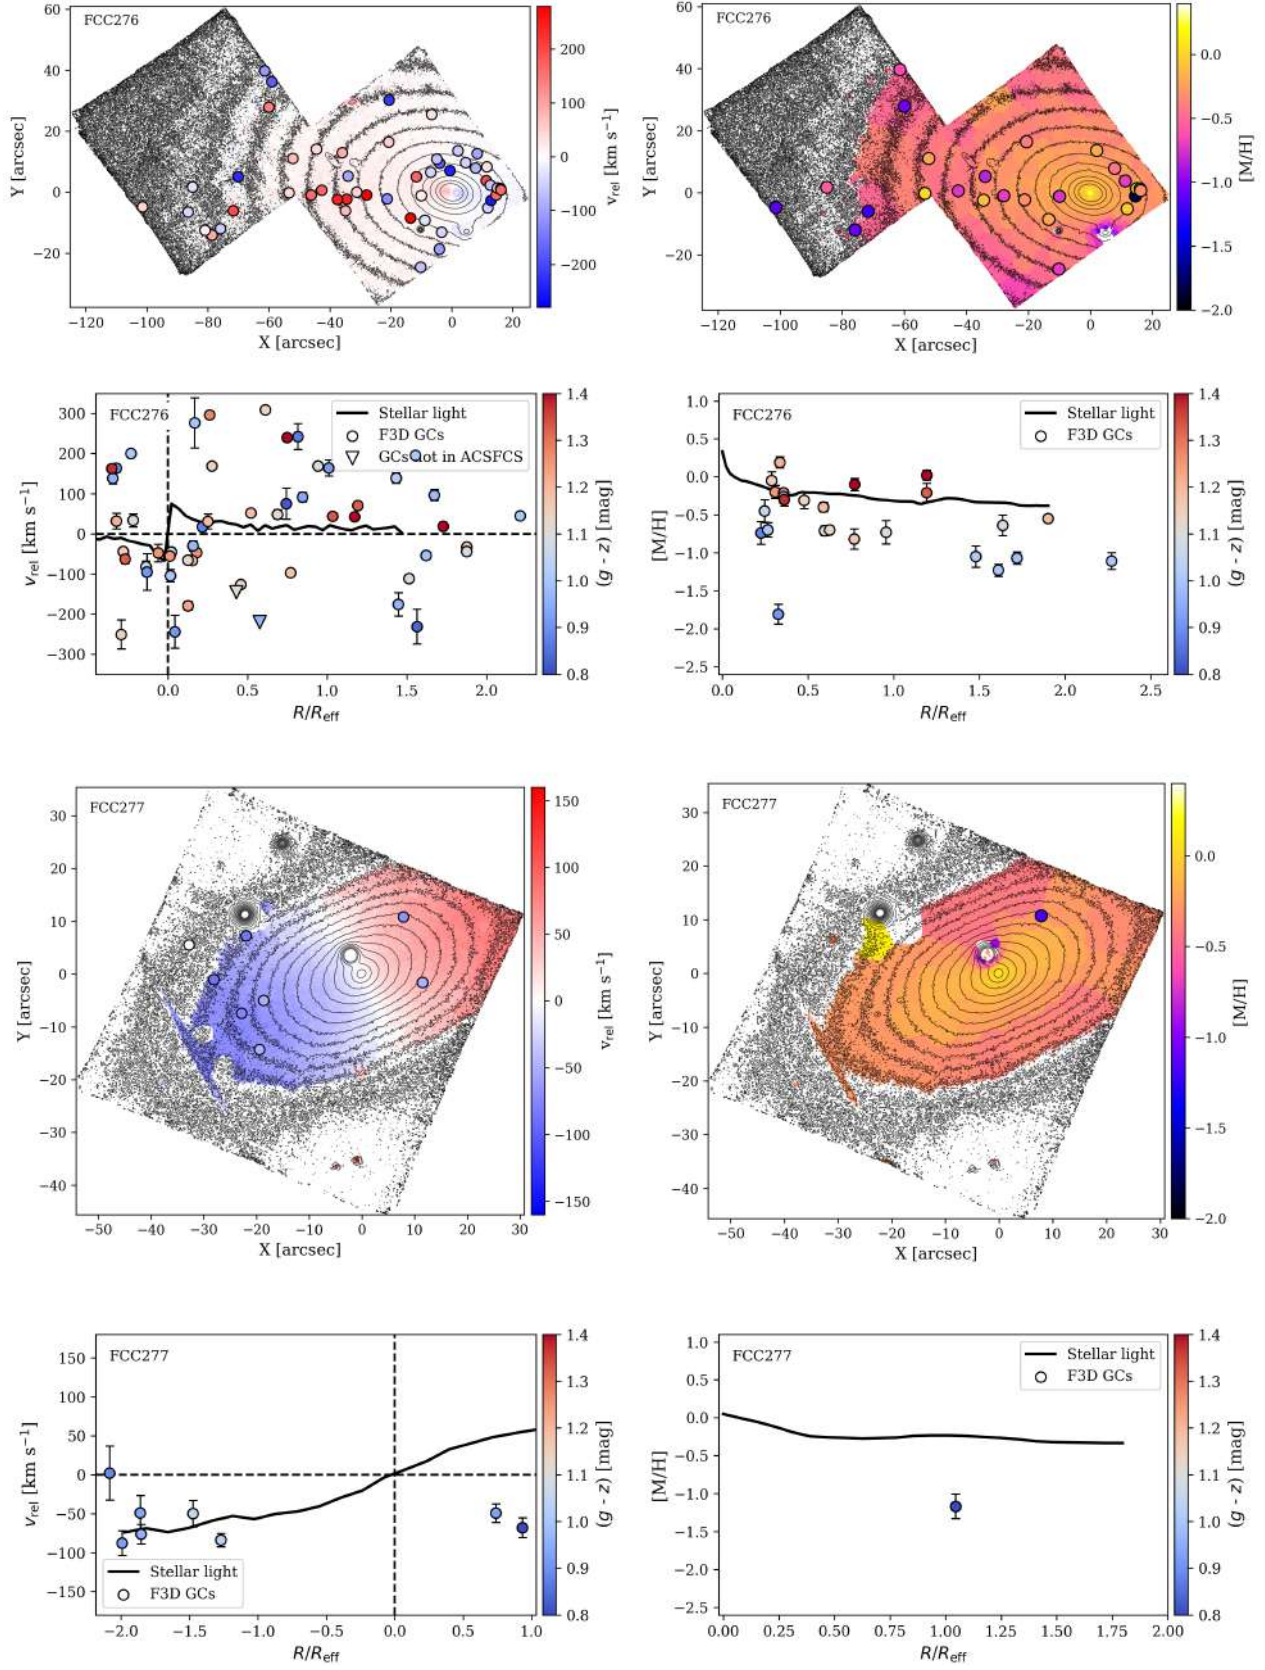 FCC276
60
40
20
0
−20
Y [arcsec]
−120 −100 −80 −60 −40 −20 0 20
X [arcsec]
200
100
0
−100
−200
v_rel [km s⁻¹]
FCC276
60
40
20
0
−20
Y [arcsec]
−120 −100 −80 −60 −40 −20 0 20
X [arcsec]
0.0
−0.5
−1.0
−1.5
−2.0
[M/H]
FCC276
Stellar light
F3D GCs
GCs not in ACSFCS
300
200
100
0
−100
−200
−300
v_rel [km s⁻¹]
0.0 0.5 1.0 1.5 2.0
R/R_eff
1.4
1.3
1.2
1.1
1.0
0.9
0.8
(g - z) [mag]
FCC276
Stellar light
F3D GCs
1.0
0.5
0.0
−0.5
−1.0
−1.5
−2.0
−2.5
[M/H]
0.0 0.5 1.0 1.5 2.0 2.5
R/R_eff
1.4
1.3
1.2
1.1
1.0
0.9
0.8
(g - z) [mag]
FCC277
30
20
10
0
−10
−20
−30
−40
Y [arcsec]
−50 −40 −30 −20 −10 0 10 20 30
X [arcsec]
150
100
50
0
−50
−100
−150
v_rel [km s⁻¹]
FCC277
30
20
10
0
−10
−20
−30
−40
Y [arcsec]
−50 −40 −30 −20 −10 0 10 20 30
X [arcsec]
0.0
−0.5
−1.0
−1.5
−2.0
[M/H]
FCC277
150
100
50
0
−50
−100
−150
v_rel [km s⁻¹]
Stellar light
F3D GCs
−2.0 −1.5 −1.0 −0.5 0.0 0.5 1.0
R/R_eff
1.4
1.3
1.2
1.1
1.0
0.9
0.8
(g - z) [mag]
FCC277
Stellar light
F3D GCs
1.0
0.5
0.0
−0.5
−1.0
−1.5
−2.0
−2.5
[M/H]
0.00 0.25 0.50 0.75 1.00 1.25 1.50 1.75 2.00
R/R_eff
1.4
1.3
1.2
1.1
1.0
0.9
0.8
(g - z) [mag]